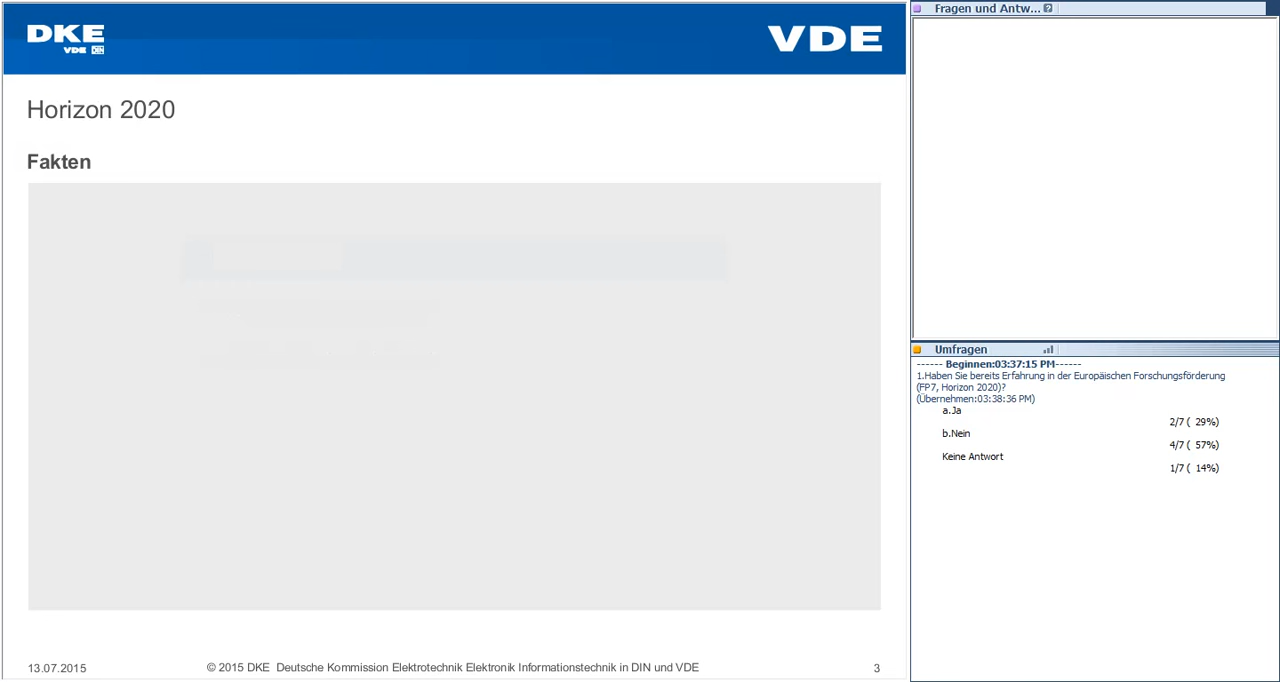 DKE
VDE DIN
VDE
Horizon 2020
Fakten
13.07.2015
© 2015 DKE Deutsche Kommission Elektrotechnik Elektronik Informationstechnik in DIN und VDE
3
Fragen und Antw...
Umfragen
------ Beginnen:03:37:15 PM------
1.Haben Sie bereits Erfahrung in der Europäischen Forschungsförderung
(FP7, Horizon 2020)?
(Übernehmen:03:38:36 PM)
a.Ja
2/7 ( 29%)
b.Nein
4/7 ( 57%)
Keine Antwort
1/7 ( 14%)